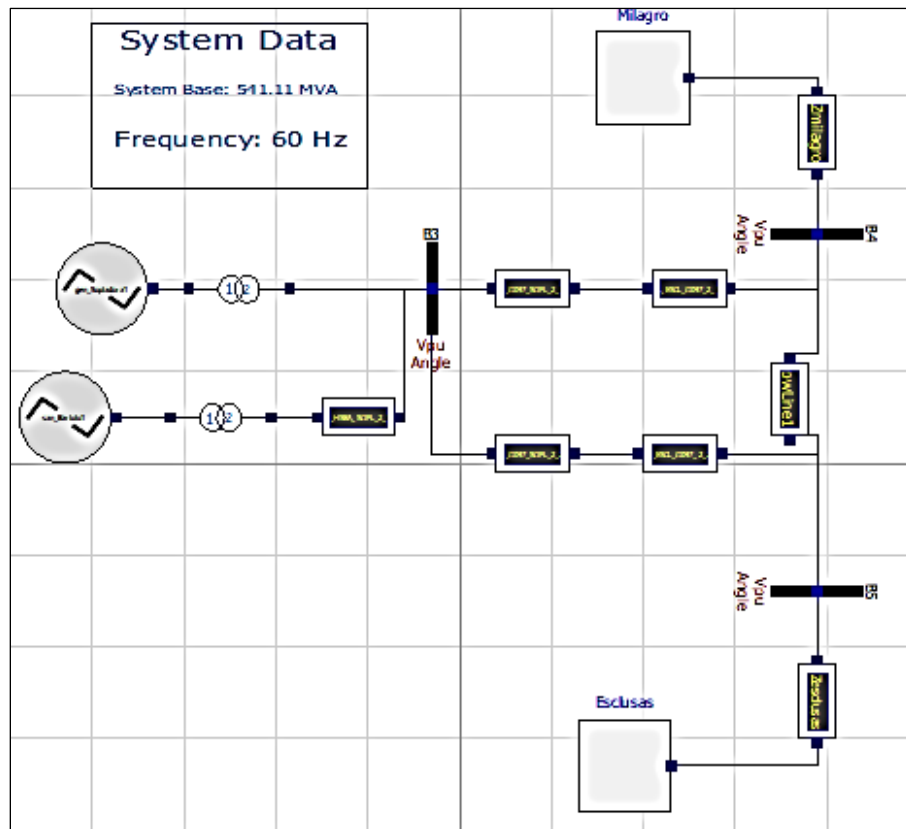 System Data
System Base: 541.11 MVA
Frequency: 60 Hz
Milagro
Zmilagro
Vpu
Angle
B4
B3
1 2
Vpu
Angle
pwLine1
1 2
Vpu
Angle
B5
Zesclusas
Esclusas